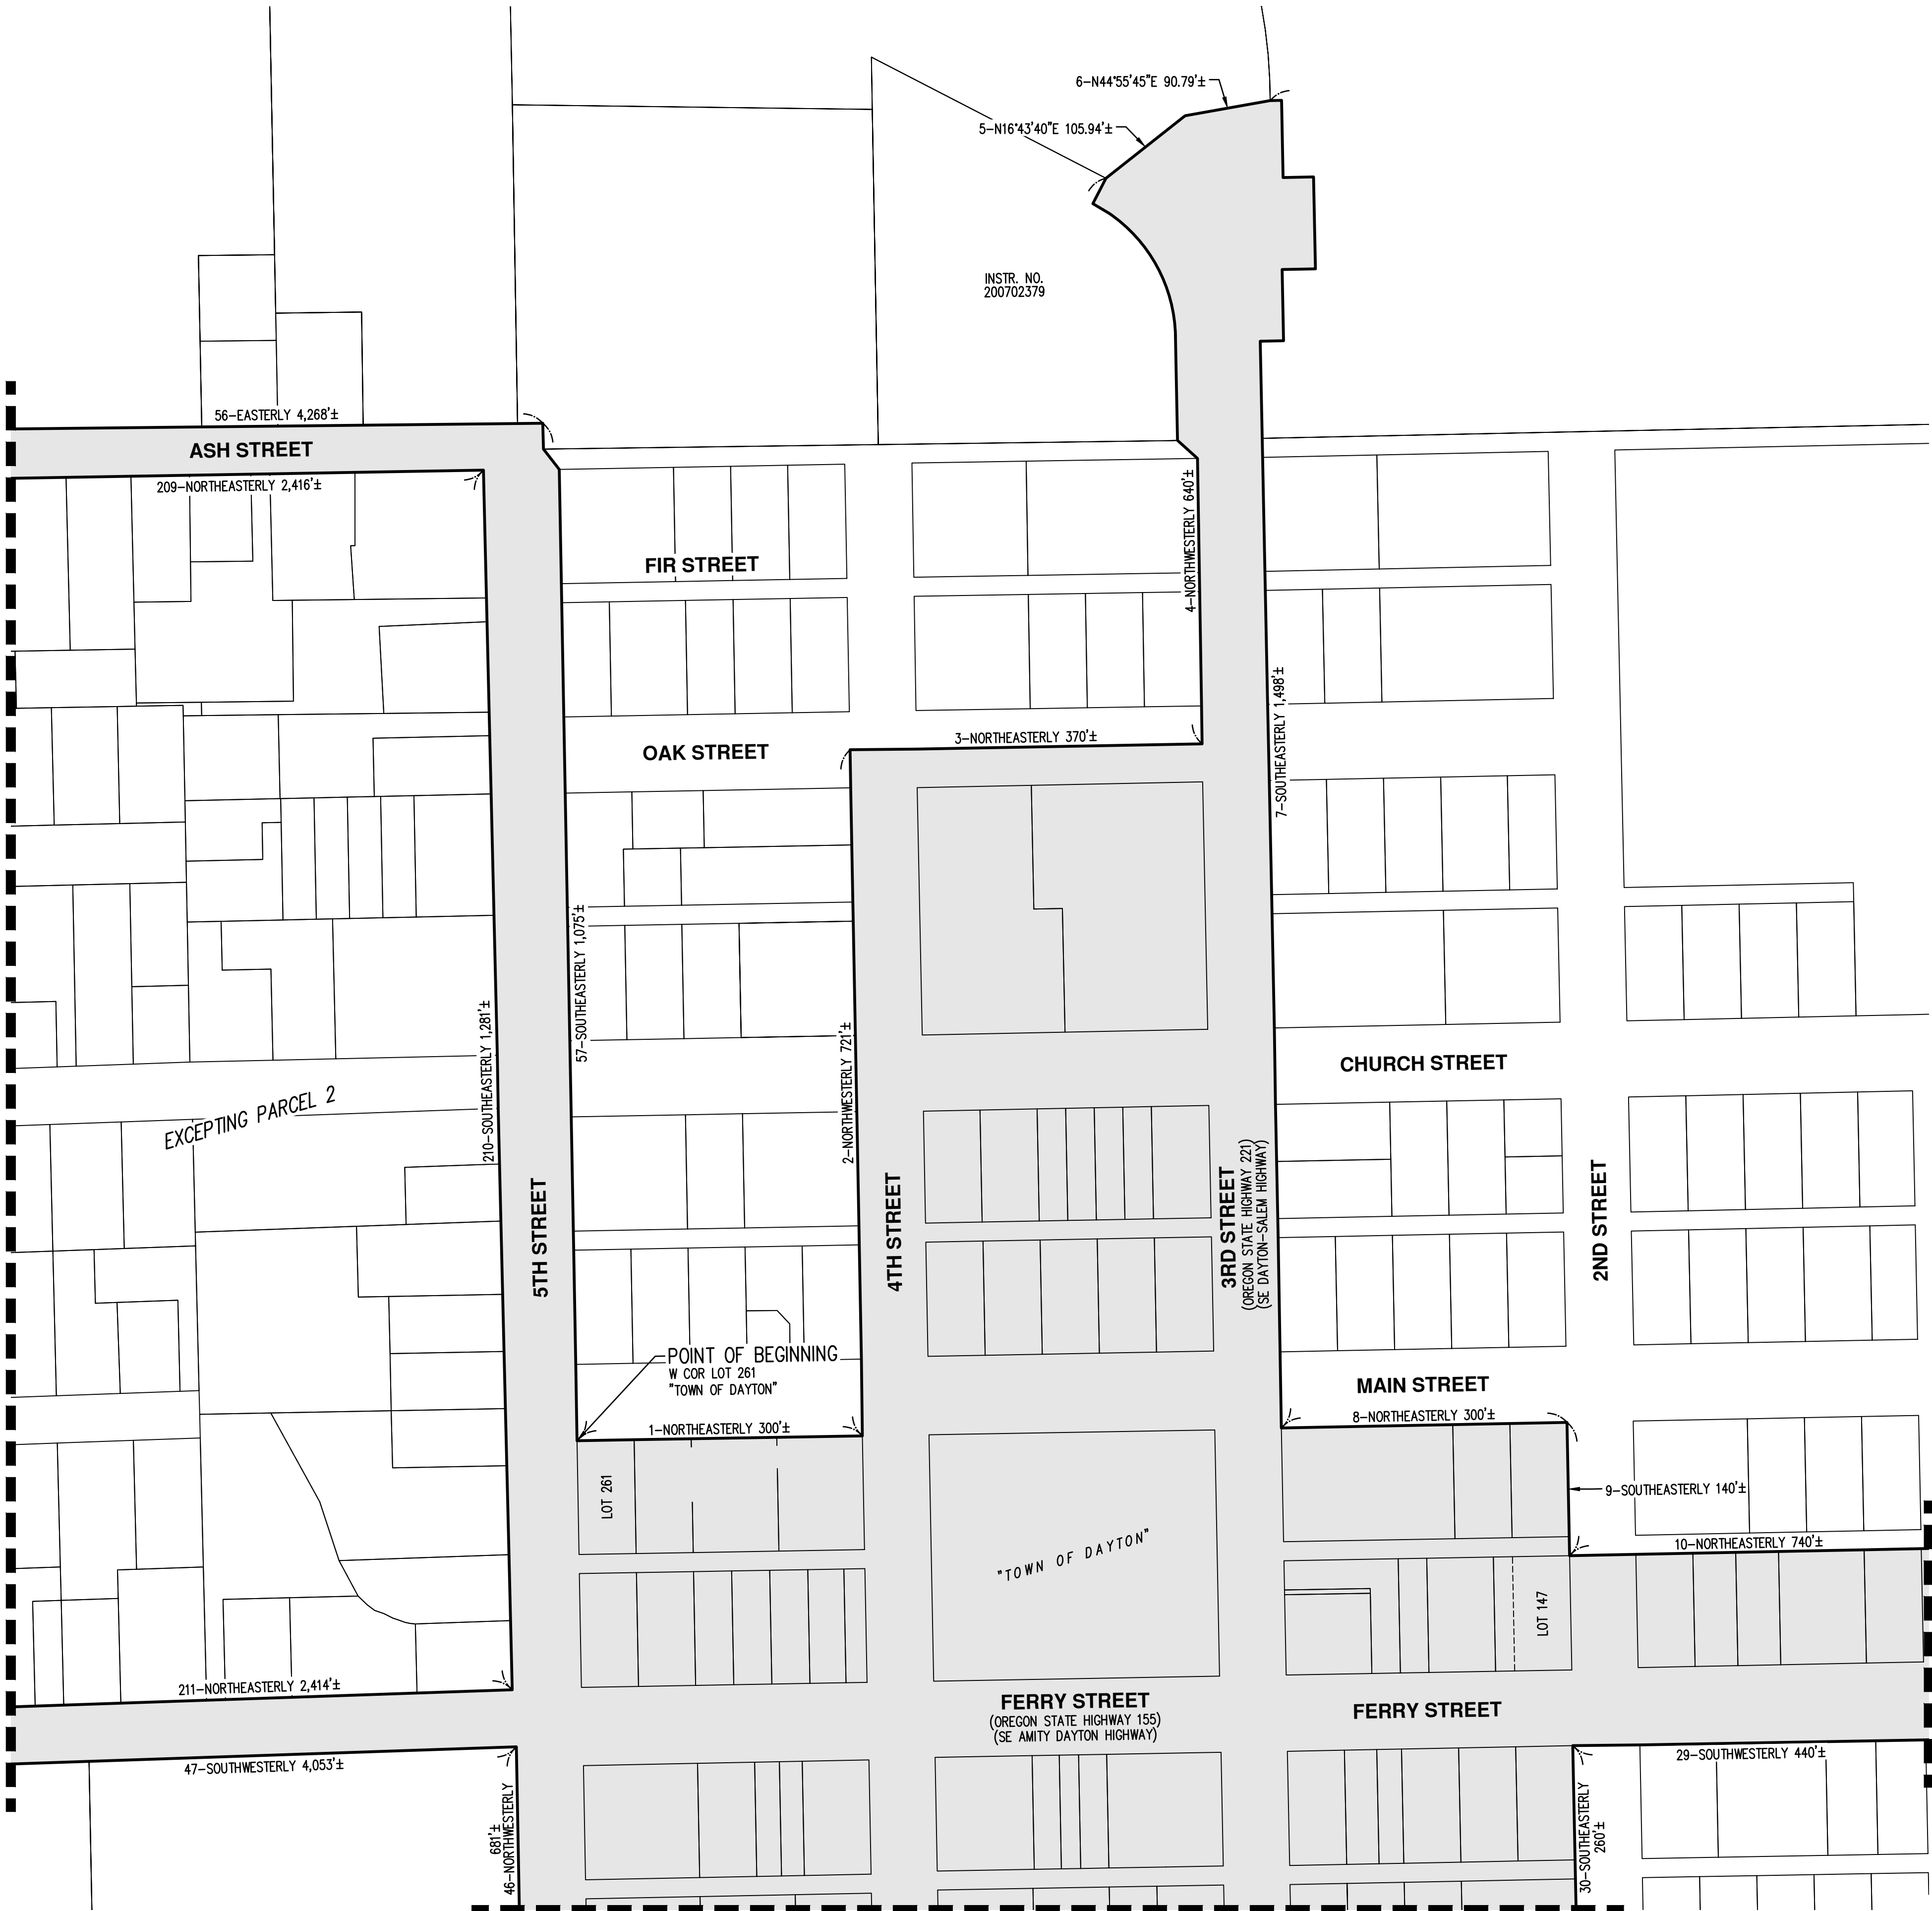 6-N44°55'45"E 90.79'±
5-N16°43'40"E 105.94'±
INSTR. NO.
200702379
56-EASTERLY 4,268'±
ASH STREET
209-NORTHEASTERLY 2,416'±
4-NORTHWESTERLY 640'±
FIR STREET
7-SOUTHEASTERLY 1,498'±
3-NORTHEASTERLY 370'±
OAK STREET
57-SOUTHEASTERLY 1,075'±
210-SOUTHEASTERLY 1,281'±
2-NORTHWESTERLY 721'±
CHURCH STREET
EXCEPTING PARCEL 2
5TH STREET
4TH STREET
3RD STREET
(OREGON STATE HIGHWAY 221)
(SE DAYTON-SALEM HIGHWAY)
2ND STREET
POINT OF BEGINNING
W COR LOT 261
"TOWN OF DAYTON"
MAIN STREET
1-NORTHEASTERLY 300'±
8-NORTHEASTERLY 300'±
LOT 261
9-SOUTHEASTERLY 140'±
10-NORTHEASTERLY 740'±
"TOWN OF DAYTON"
LOT 147
211-NORTHEASTERLY 2,414'±
FERRY STREET
(OREGON STATE HIGHWAY 155)
(SE AMITY DAYTON HIGHWAY)
FERRY STREET
47-SOUTHWESTERLY 4,053'±
29-SOUTHWESTERLY 440'±
681'±
46-NORTHWESTERLY
30-SOUTHEASTERLY
260'±